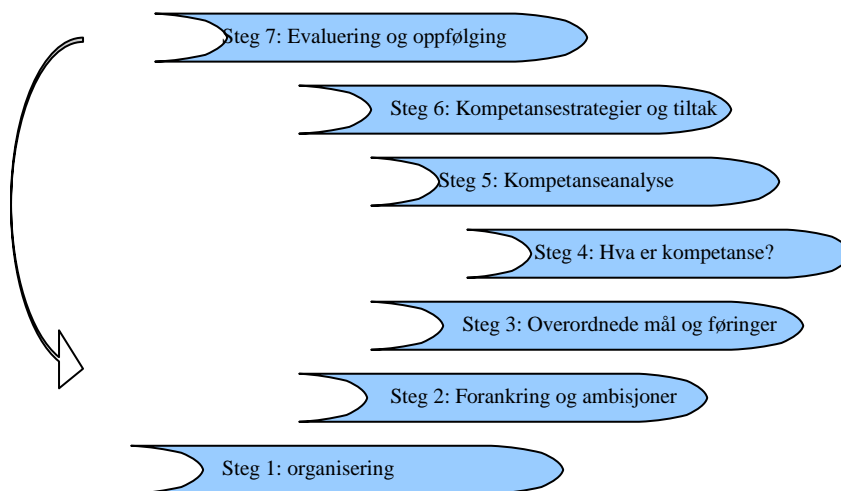 Steg 7: Evaluering og oppfølging
Steg 6: Kompetansestrategier og tiltak
Steg 5: Kompetanseanalyse
Steg 4: Hva er kompetanse?
Steg 3: Overordnede mål og føringer
Steg 2: Forankring og ambisjoner
Steg 1: organisering